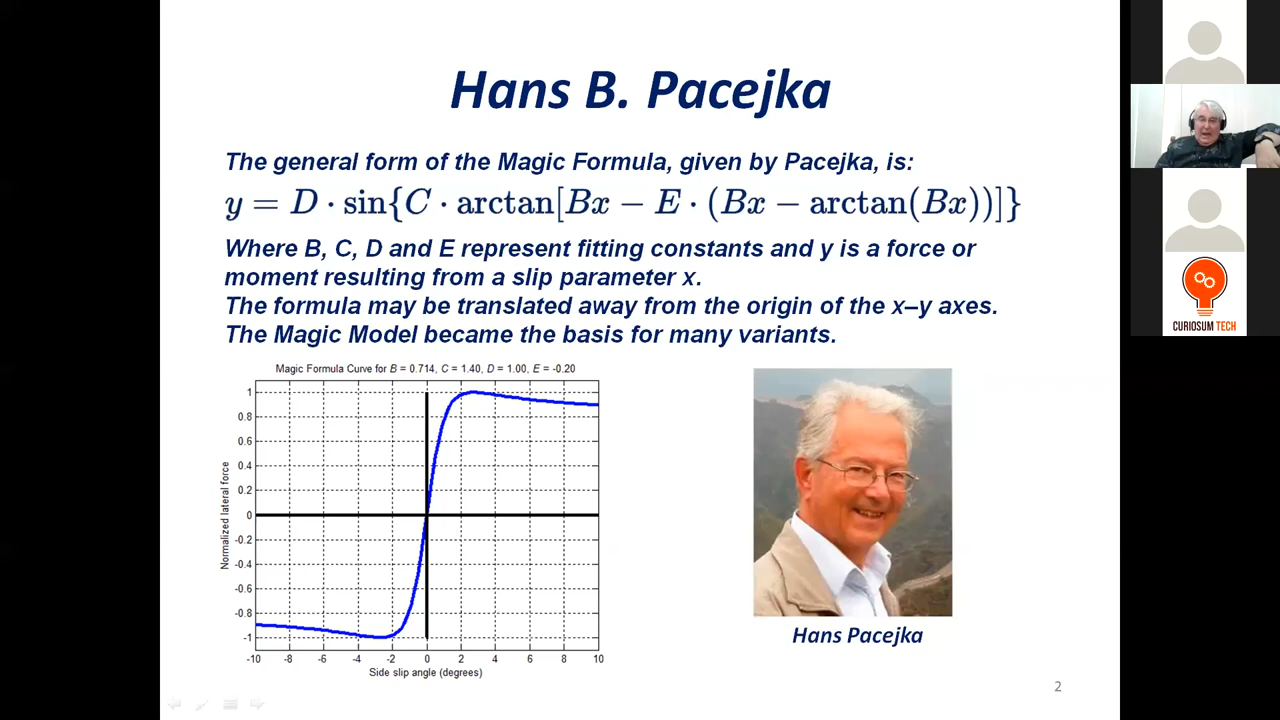 Hans B. Pacejka
The general form of the Magic Formula, given by Pacejka, is:
y = D · sin{C · arctan[Bx − E · (Bx − arctan(Bx))]}
Where B, C, D and E represent fitting constants and y is a force or
moment resulting from a slip parameter x.
The formula may be translated away from the origin of the x–y axes.
The Magic Model became the basis for many variants.
Magic Formula Curve for B = 0.714, C = 1.40, D = 1.00, E = -0.20
1
0.8
0.6
0.4
0.2
0
-0.2
-0.4
-0.6
-0.8
-1
Normalized lateral force
-10 -8 -6 -4 -2 0 2 4 6 8 10
Side slip angle (degrees)
Hans Pacejka
2
CURIOSUM TECH